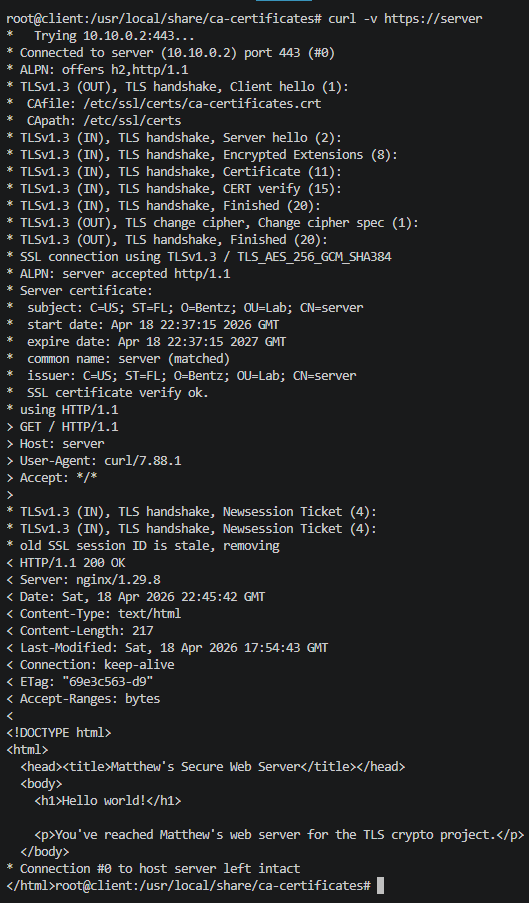 root@client:/usr/local/share/ca-certificates# curl -v https://server
*   Trying 10.10.0.2:443...
* Connected to server (10.10.0.2) port 443 (#0)
* ALPN: offers h2,http/1.1
* TLSv1.3 (OUT), TLS handshake, Client hello (1):
*  CAfile: /etc/ssl/certs/ca-certificates.crt
*  CApath: /etc/ssl/certs
* TLSv1.3 (IN), TLS handshake, Server hello (2):
* TLSv1.3 (IN), TLS handshake, Encrypted Extensions (8):
* TLSv1.3 (IN), TLS handshake, Certificate (11):
* TLSv1.3 (IN), TLS handshake, CERT verify (15):
* TLSv1.3 (IN), TLS handshake, Finished (20):
* TLSv1.3 (OUT), TLS change cipher, Change cipher spec (1):
* TLSv1.3 (OUT), TLS handshake, Finished (20):
* SSL connection using TLSv1.3 / TLS_AES_256_GCM_SHA384
* ALPN: server accepted http/1.1
* Server certificate:
*  subject: C=US; ST=FL; O=Bentz; OU=Lab; CN=server
*  start date: Apr 18 22:37:15 2026 GMT
*  expire date: Apr 18 22:37:15 2027 GMT
*  common name: server (matched)
*  issuer: C=US; ST=FL; O=Bentz; OU=Lab; CN=server
*  SSL certificate verify ok.
* using HTTP/1.1
> GET / HTTP/1.1
> Host: server
> User-Agent: curl/7.88.1
> Accept: */*
>
* TLSv1.3 (IN), TLS handshake, Newsession Ticket (4):
* TLSv1.3 (IN), TLS handshake, Newsession Ticket (4):
* old SSL session ID is stale, removing
< HTTP/1.1 200 OK
< Server: nginx/1.29.8
< Date: Sat, 18 Apr 2026 22:45:42 GMT
< Content-Type: text/html
< Content-Length: 217
< Last-Modified: Sat, 18 Apr 2026 17:54:43 GMT
< Connection: keep-alive
< ETag: "69e3c563-d9"
< Accept-Ranges: bytes
<
<!DOCTYPE html>
<html>
  <head><title>Matthew's Secure Web Server</title></head>
  <body>
    <h1>Hello world!</h1>

    <p>You've reached Matthew's web server for the TLS crypto project.</p>
  </body>
* Connection #0 to host server left intact
</html>root@client:/usr/local/share/ca-certificates#